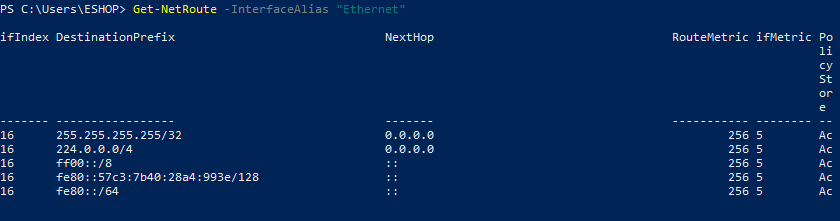 PS C:\Users\ESHOP> Get-NetRoute -InterfaceAlias "Ethernet"
ifIndex DestinationPrefix NextHop RouteMetric ifMetric Po
li
cy
St
or
e
------- ----------------- ------- ----------- -------- --
16 255.255.255.255/32 0.0.0.0 256 5 Ac
16 224.0.0.0/4 0.0.0.0 256 5 Ac
16 ff00::/8 :: 256 5 Ac
16 fe80::57c3:7b40:28a4:993e/128 :: 256 5 Ac
16 fe80::/64 :: 256 5 Ac